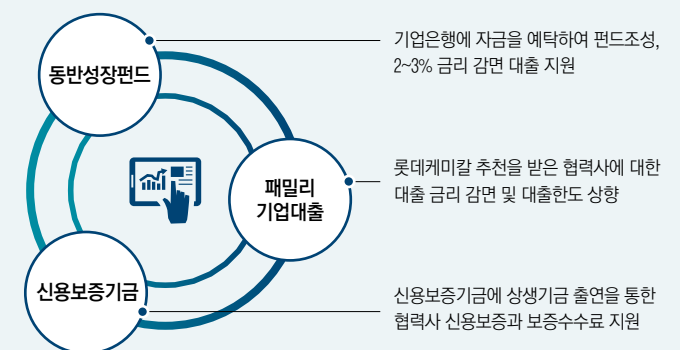 동반성장펀드
기업은행에 자금을 예탁하여 펀드조성,
2~3% 금리 감면 대출 지원
패밀리
기업대출
롯데케미칼 추천을 받은 협력사에 대한
대출 금리 감면 및 대출한도 상향
신용보증기금
신용보증기금에 상생기금 출연을 통한
협력사 신용보증과 보증수수료 지원